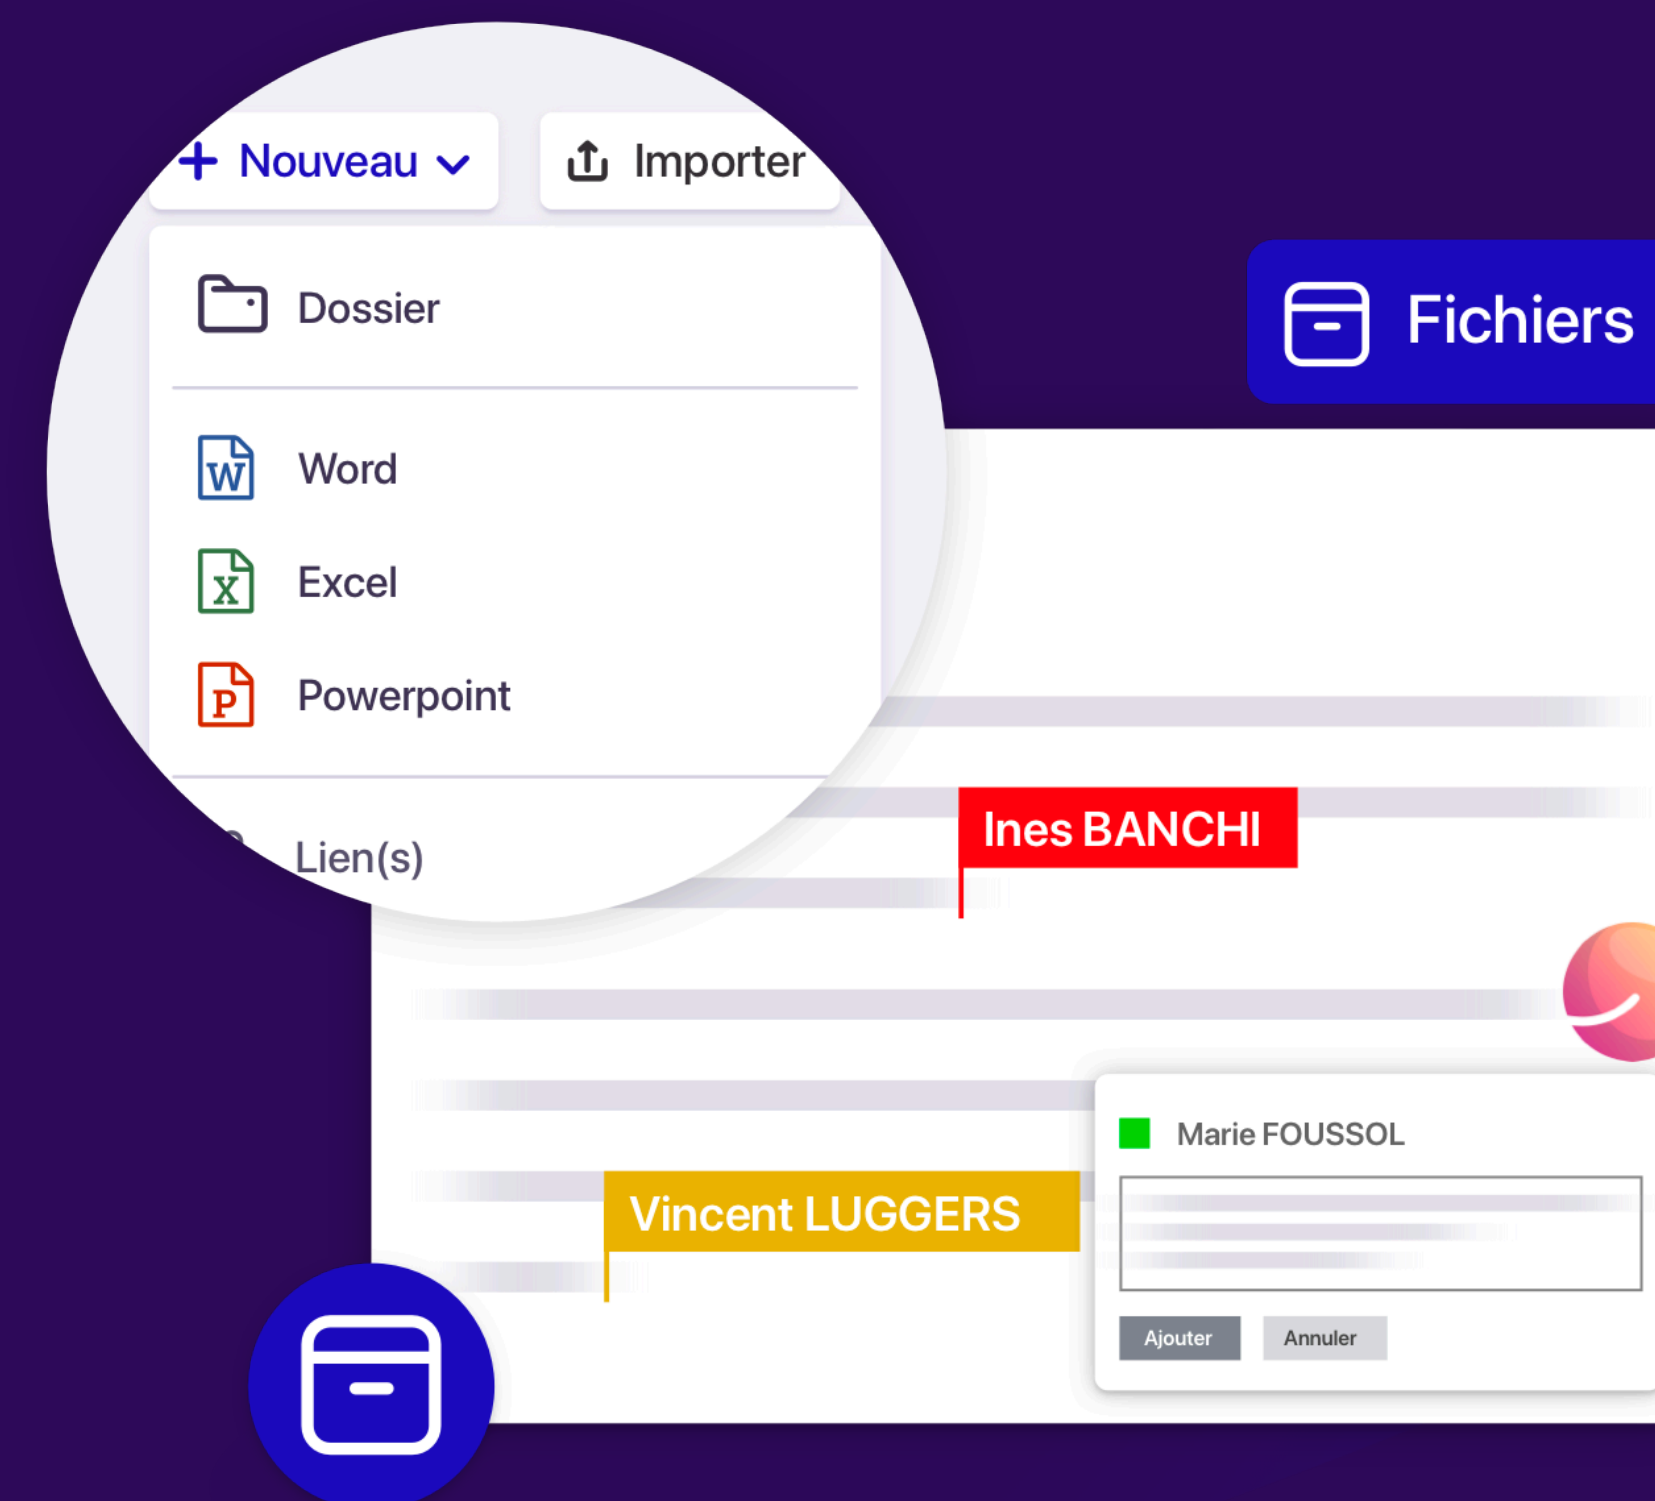 Nouveau
Importer
Dossier
Fichiers
Word
Excel
Powerpoint
Lien(s)
Ines BANCHI
Marie FOUSSOL
Vincent LUGGERS
Ajouter
Annuler